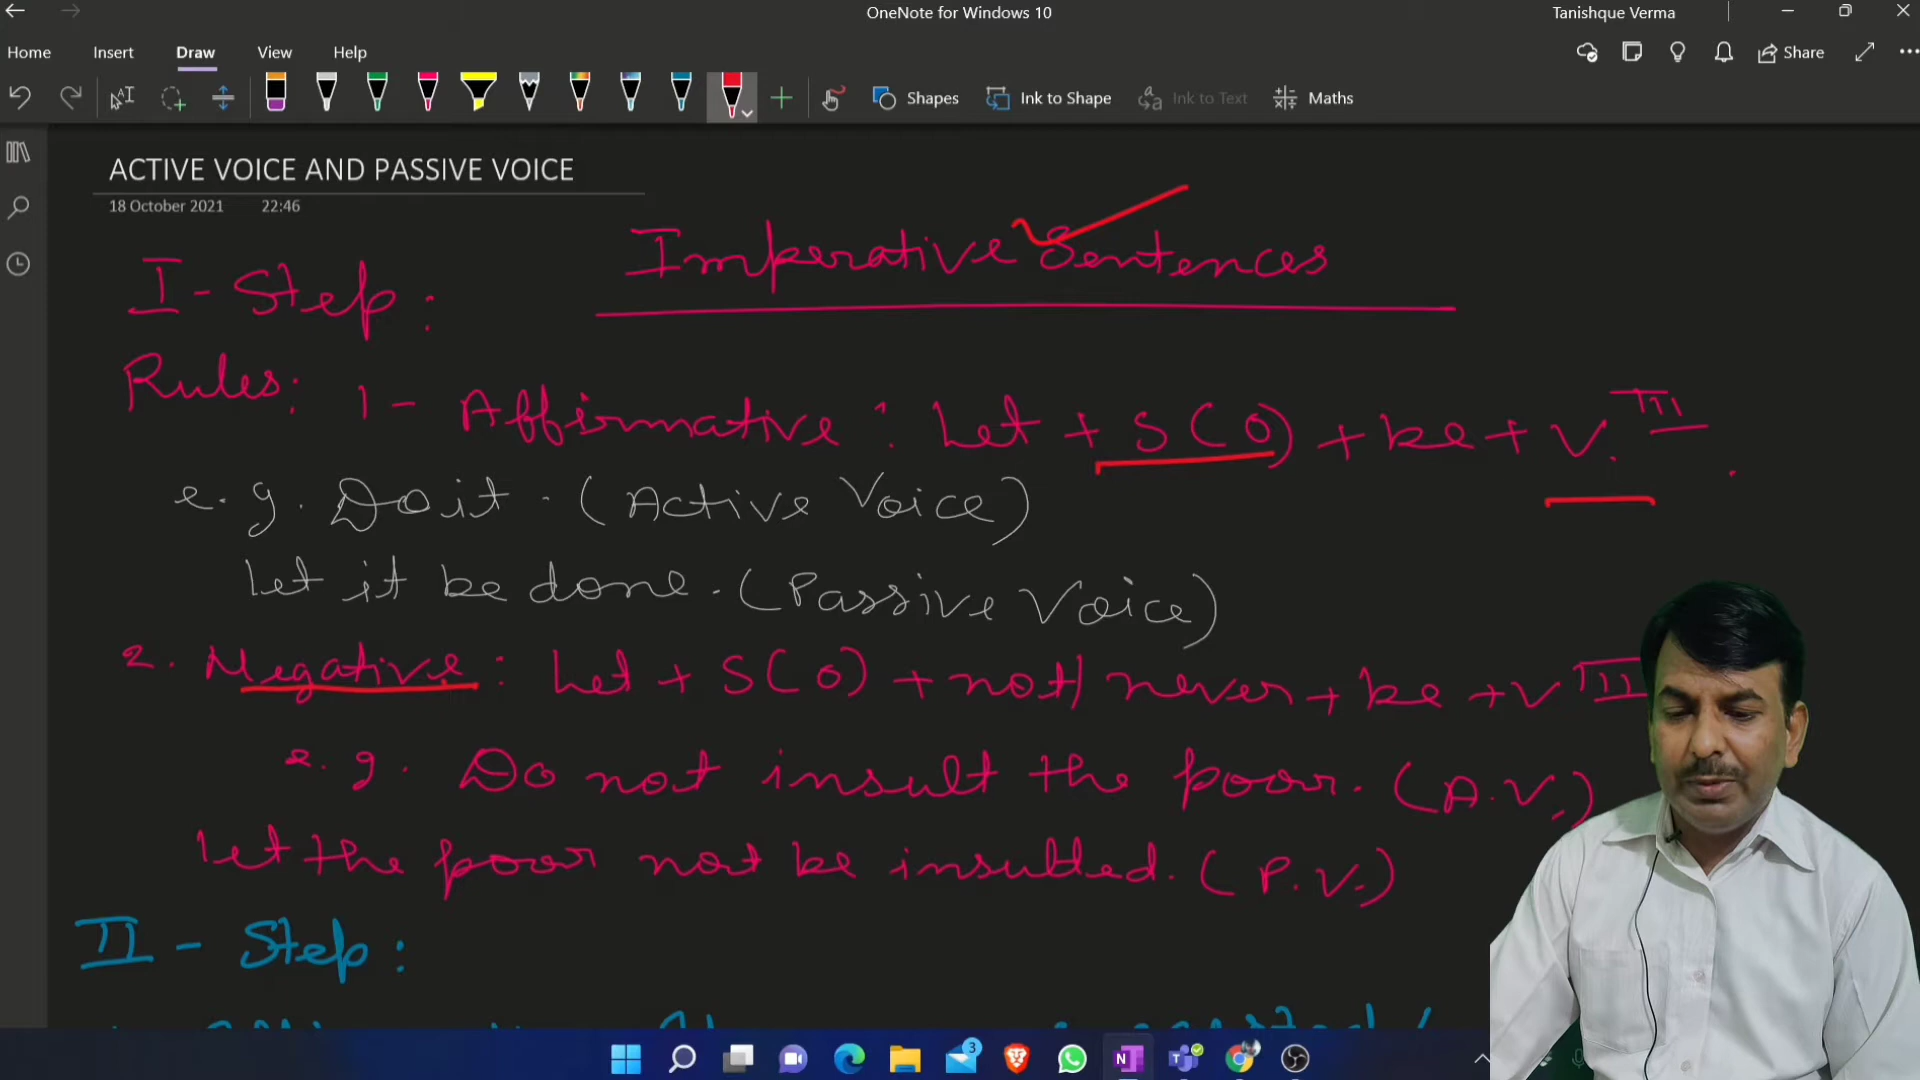 OneNote for Windows 10
Tanishque Verma
Home Insert Draw View Help
Share
Shapes Ink to Shape Ink to Text Maths
ACTIVE VOICE AND PASSIVE VOICE
18 October 2021 22:46
Imperative Sentences
I - Step :
Rules : 1 - Affirmative : Let + S(O) + be + V III
e.g. Do it. (Active Voice)
Let it be done. (Passive Voice)
2. Negative : Let + S(O) + not/never + be + V III
e.g. Do not insult the poor. (A.V.)
Let the poor not be insulted. (P.V.)
II - Step :
3